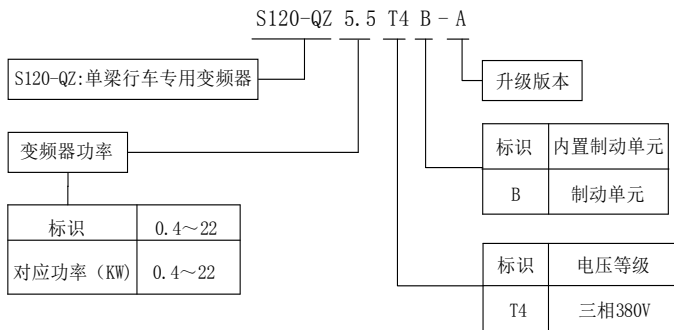 S120-QZ 5.5 T4 B - A
S120-QZ:单梁行车专用变频器
升级版本
变频器功率
标识 内置制动单元
B 制动单元
标识 0.4～22
对应功率（KW) 0.4～22
标识 电压等级
T4 三相380V